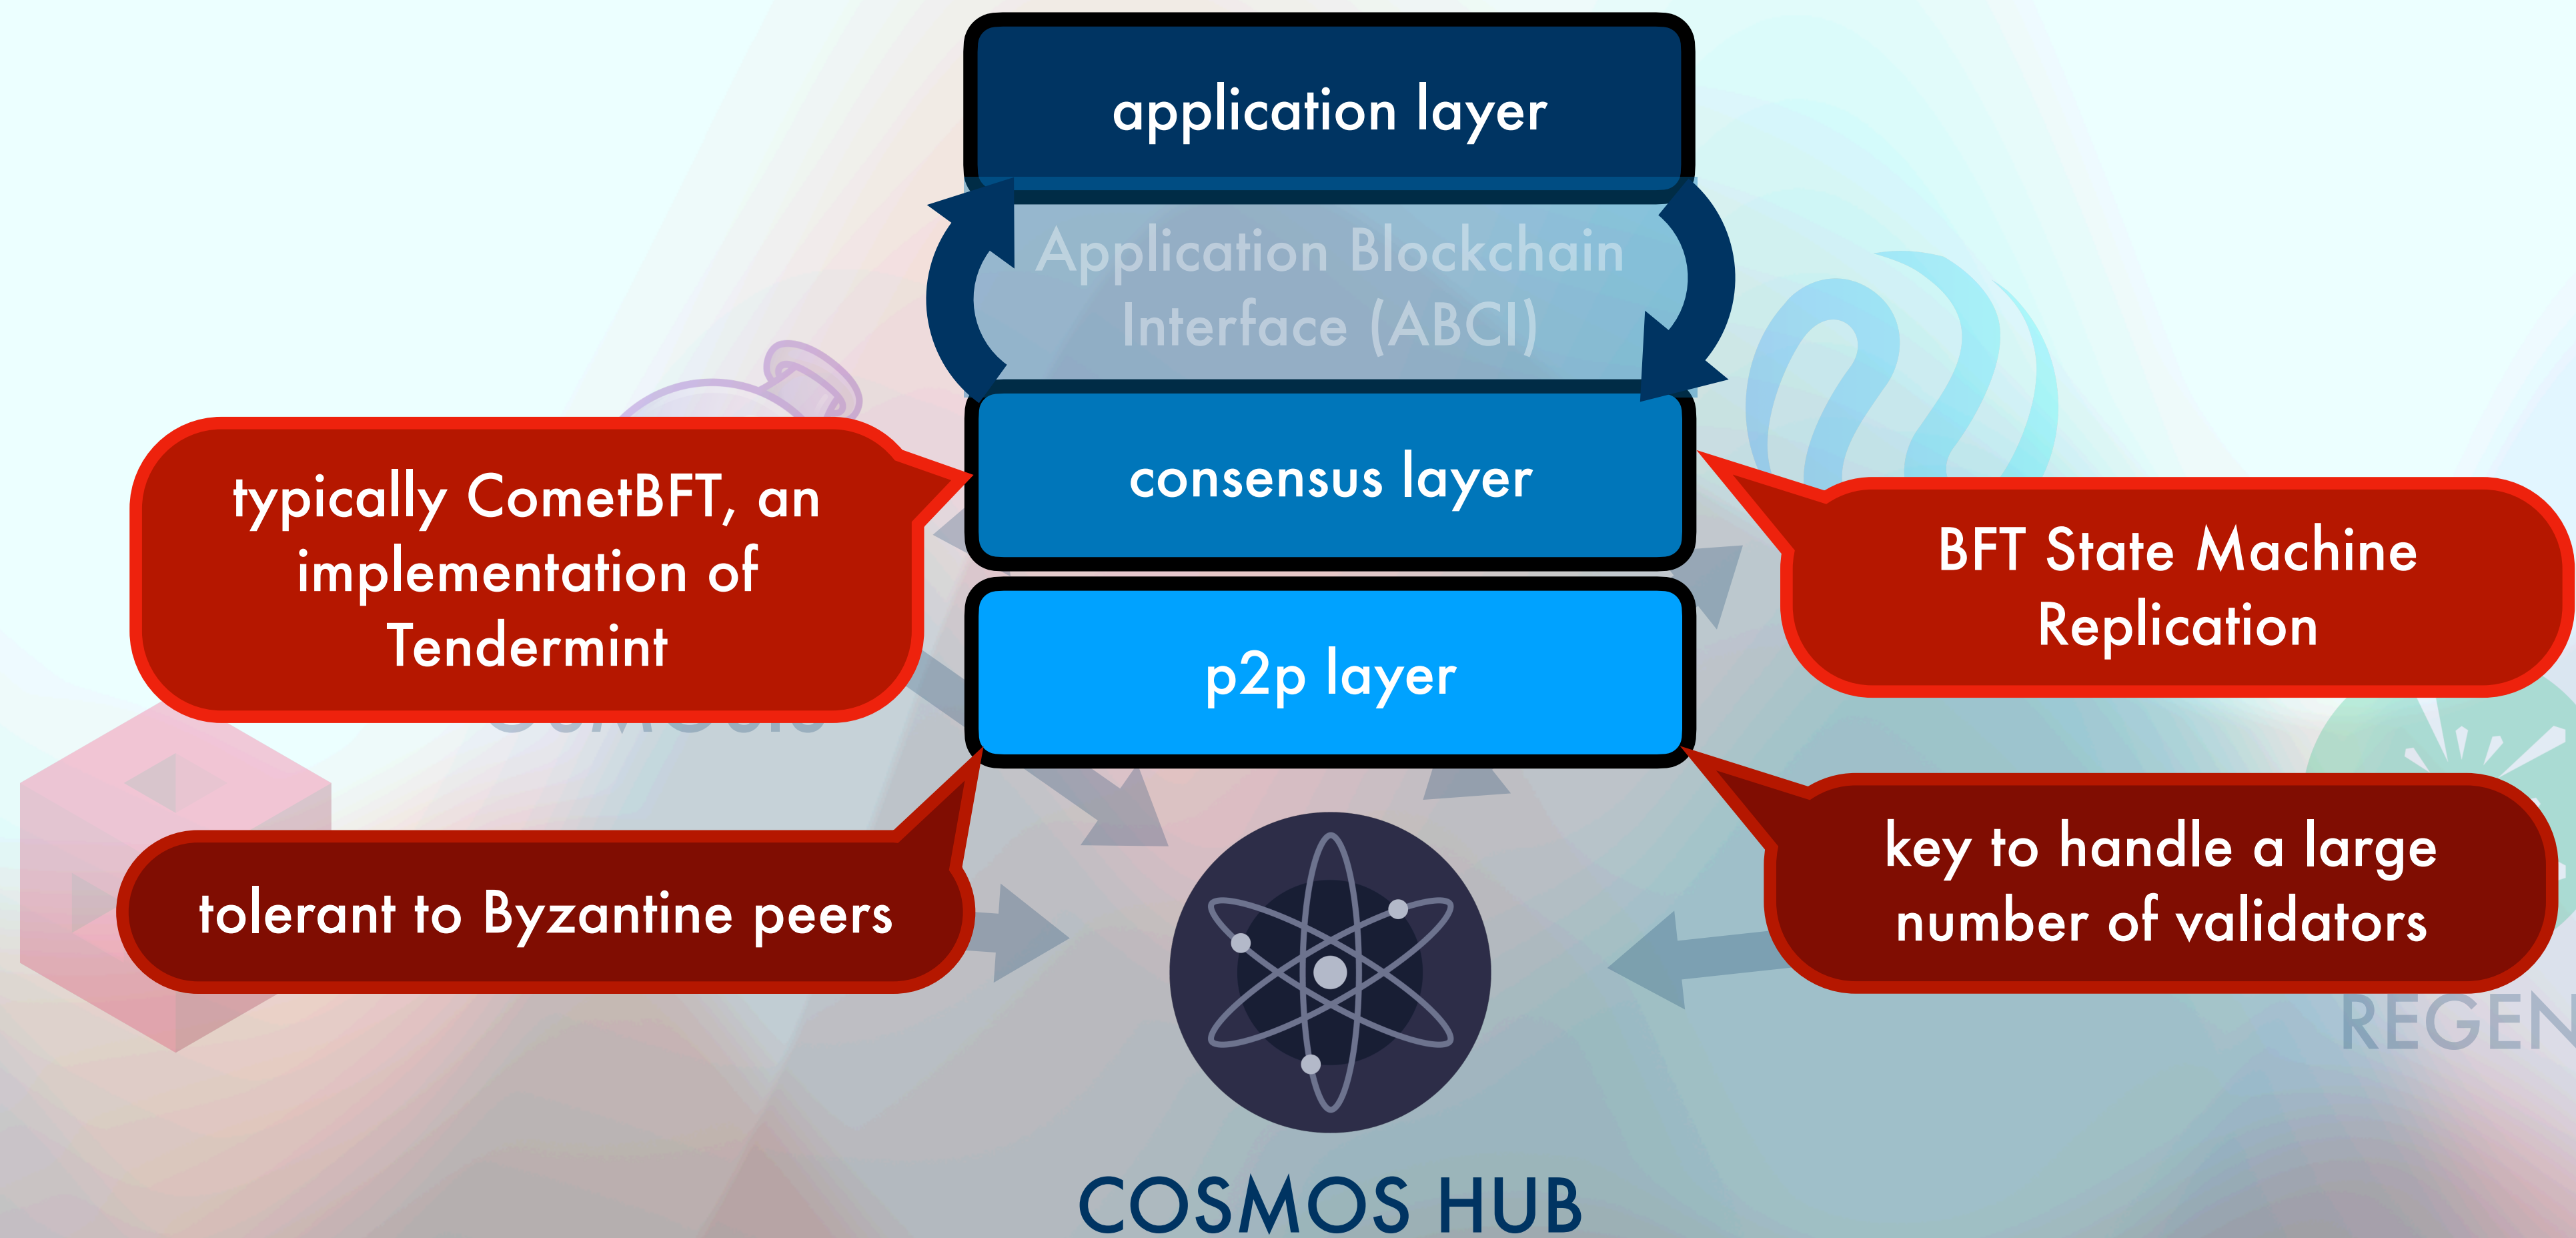 application layer
Application Blockchain
Interface (ABCI)
typically CometBFT, an
implementation of
Tendermint
consensus layer
BFT State Machine
Replication
p2p layer
tolerant to Byzantine peers
key to handle a large
number of validators
REGEN
COSMOS HUB